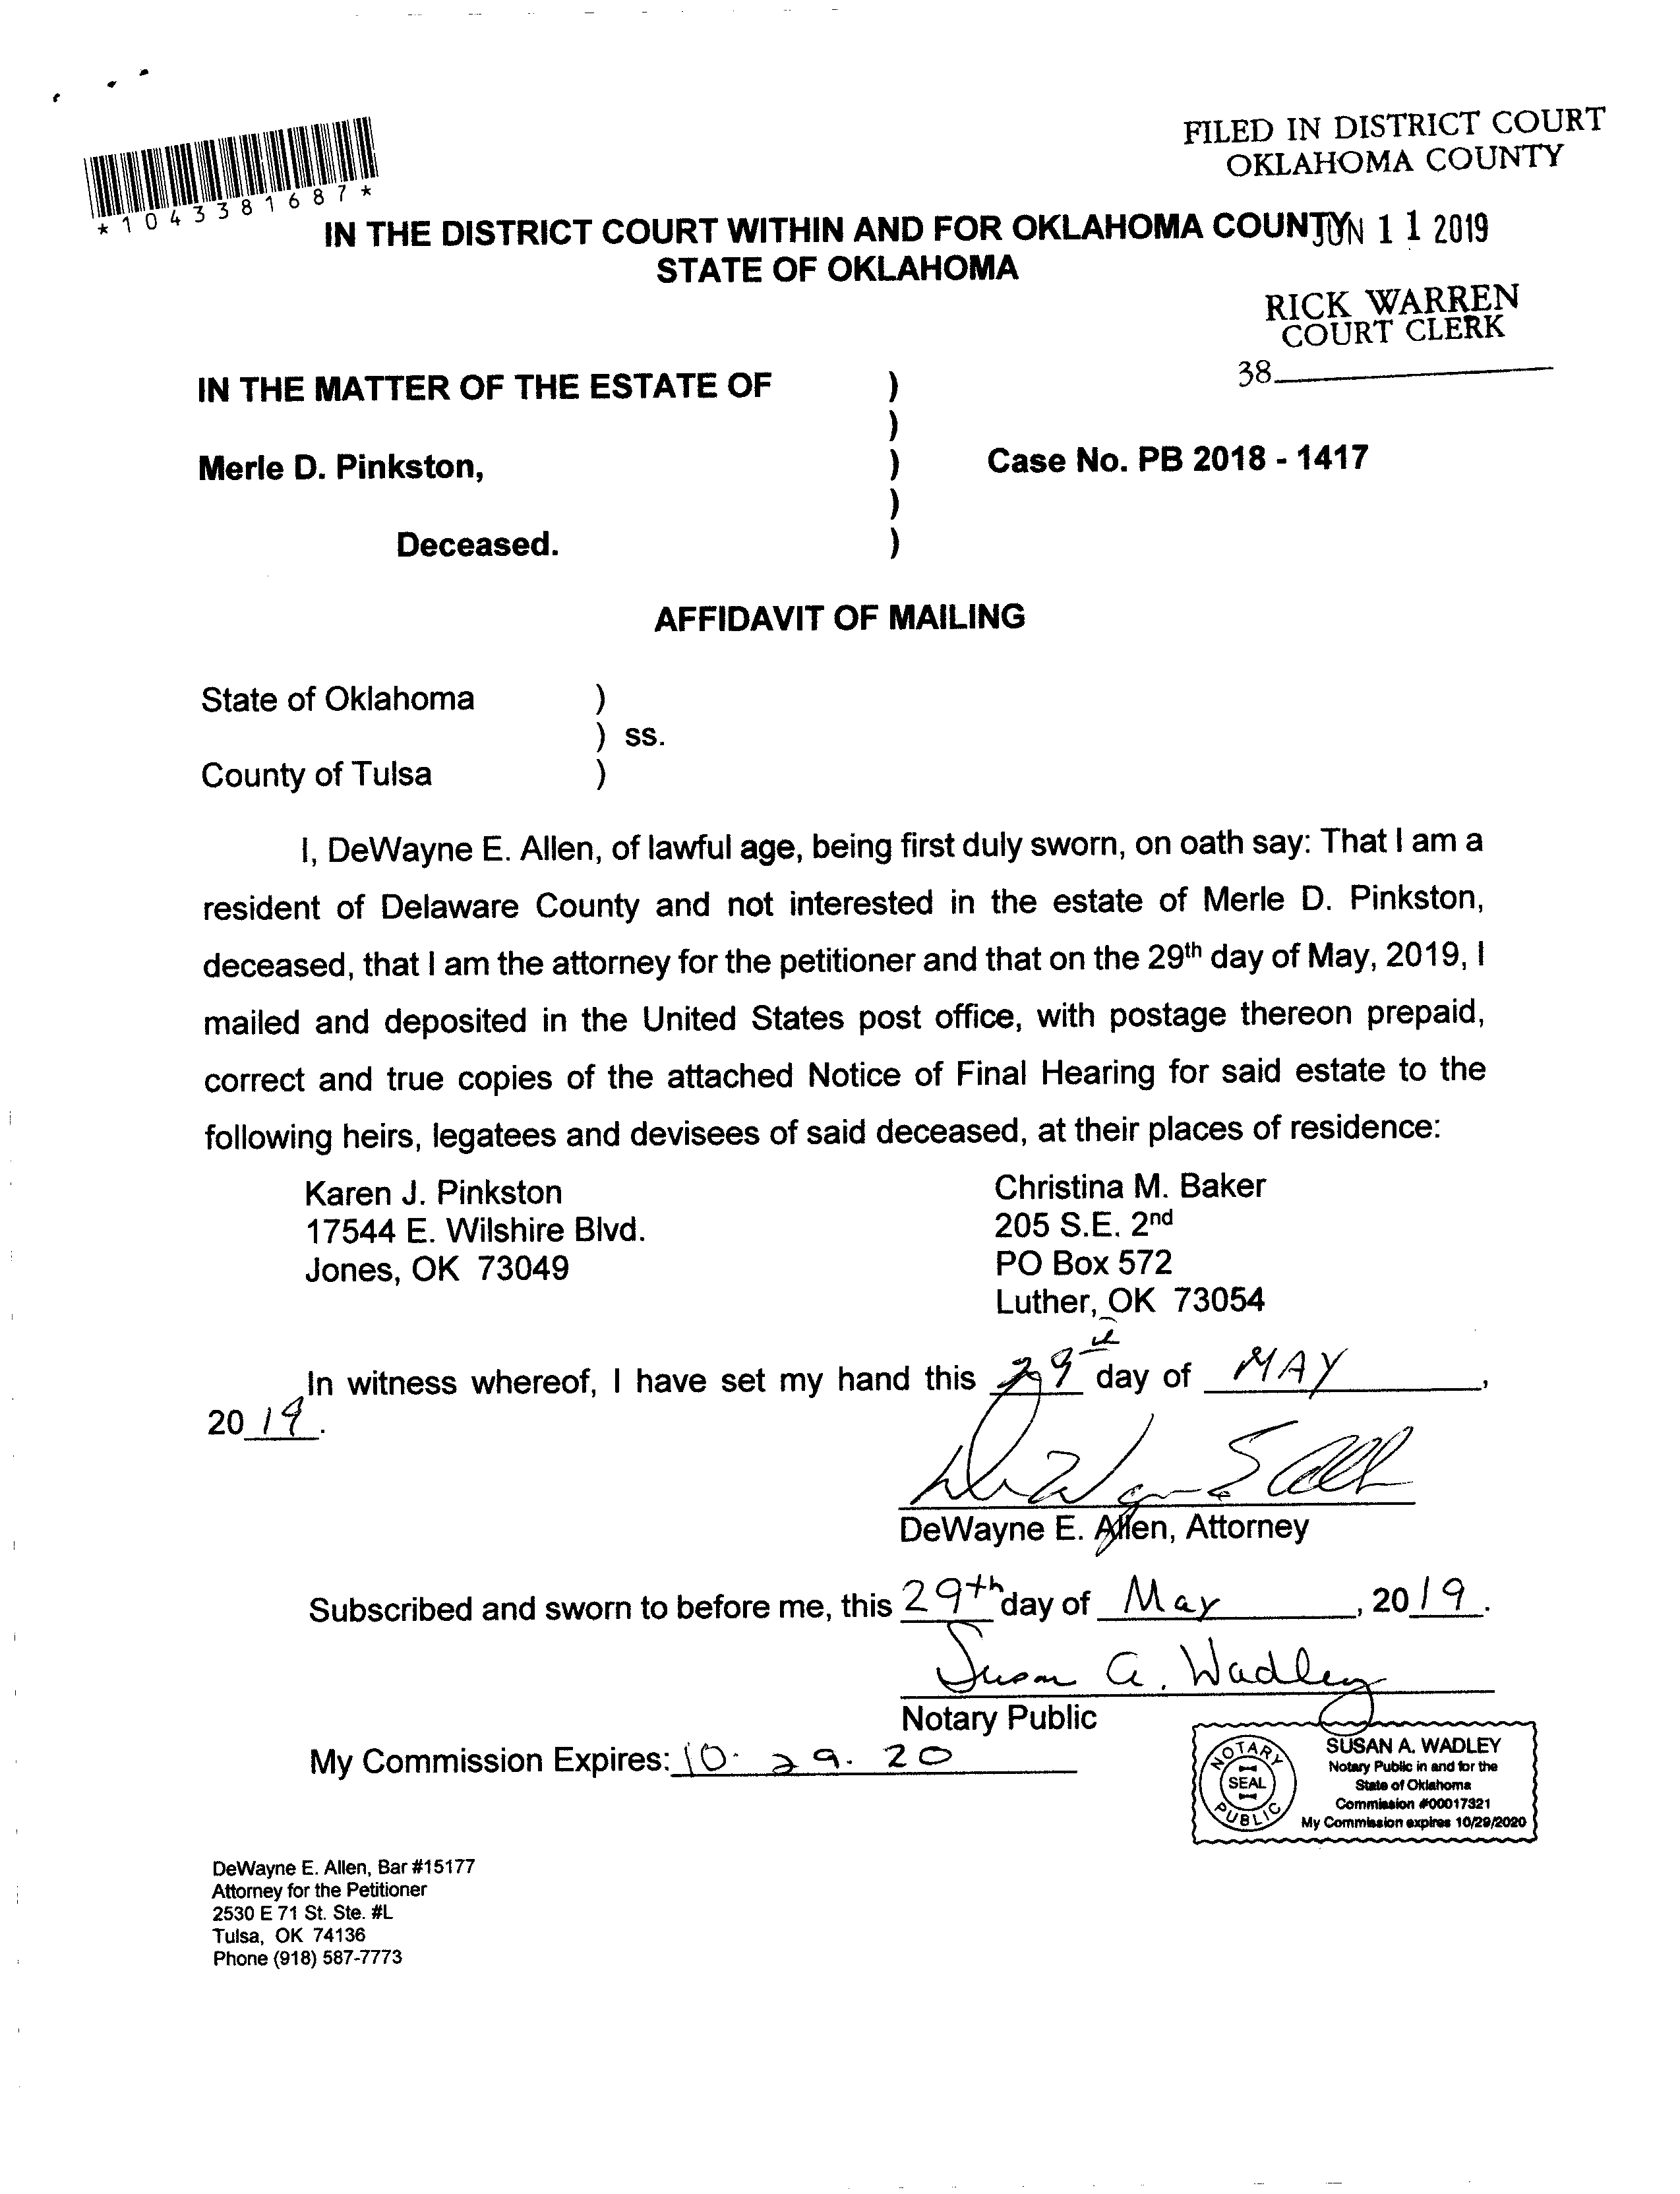 FILED IN DISTRICT COURT
OKLAHOMA COUNTY
*1043381687*
IN THE DISTRICT COURT WITHIN AND FOR OKLAHOMA COUNTY
JUN 11 2019
STATE OF OKLAHOMA
RICK WARREN
COURT CLERK
38
IN THE MATTER OF THE ESTATE OF )
)
Merle D. Pinkston, ) Case No. PB 2018 - 1417
)
Deceased. )
AFFIDAVIT OF MAILING
State of Oklahoma )
) ss.
County of Tulsa )
I, DeWayne E. Allen, of lawful age, being first duly sworn, on oath say: That I am a
resident of Delaware County and not interested in the estate of Merle D. Pinkston,
deceased, that I am the attorney for the petitioner and that on the 29th day of May, 2019, I
mailed and deposited in the United States post office, with postage thereon prepaid,
correct and true copies of the attached Notice of Final Hearing for said estate to the
following heirs, legatees and devisees of said deceased, at their places of residence:
Karen J. Pinkston
17544 E. Wilshire Blvd.
Jones, OK 73049
Christina M. Baker
205 S.E. 2nd
PO Box 572
Luther, OK 73054
In witness whereof, I have set my hand this 29th day of MAY,
2019.
DeWayne E Allen
DeWayne E. Allen, Attorney
Subscribed and sworn to before me, this 29th day of May, 2019.
Susan A. Wadley
Notary Public
My Commission Expires: 10. 29. 20
NOTARY
SEAL
PUBLIC
SUSAN A. WADLEY
Notary Public in and for the
State of Oklahoma
Commission #00017321
My Commission expires 10/29/2020
DeWayne E. Allen, Bar #15177
Attorney for the Petitioner
2530 E 71 St. Ste. #L
Tulsa, OK 74136
Phone (918) 587-7773